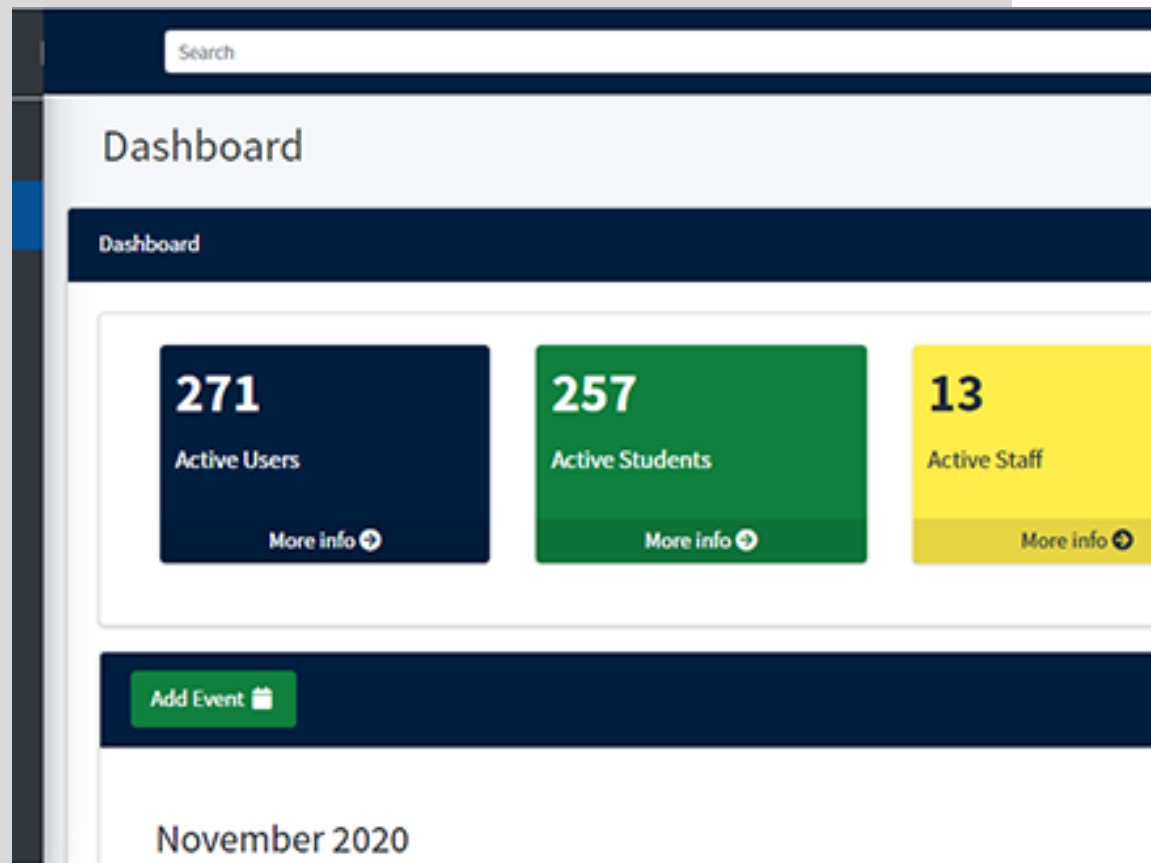 Search
Dashboard
Dashboard
271
Active Users
More info
257
Active Students
More info
13
Active Staff
More info
Add Event
November 2020